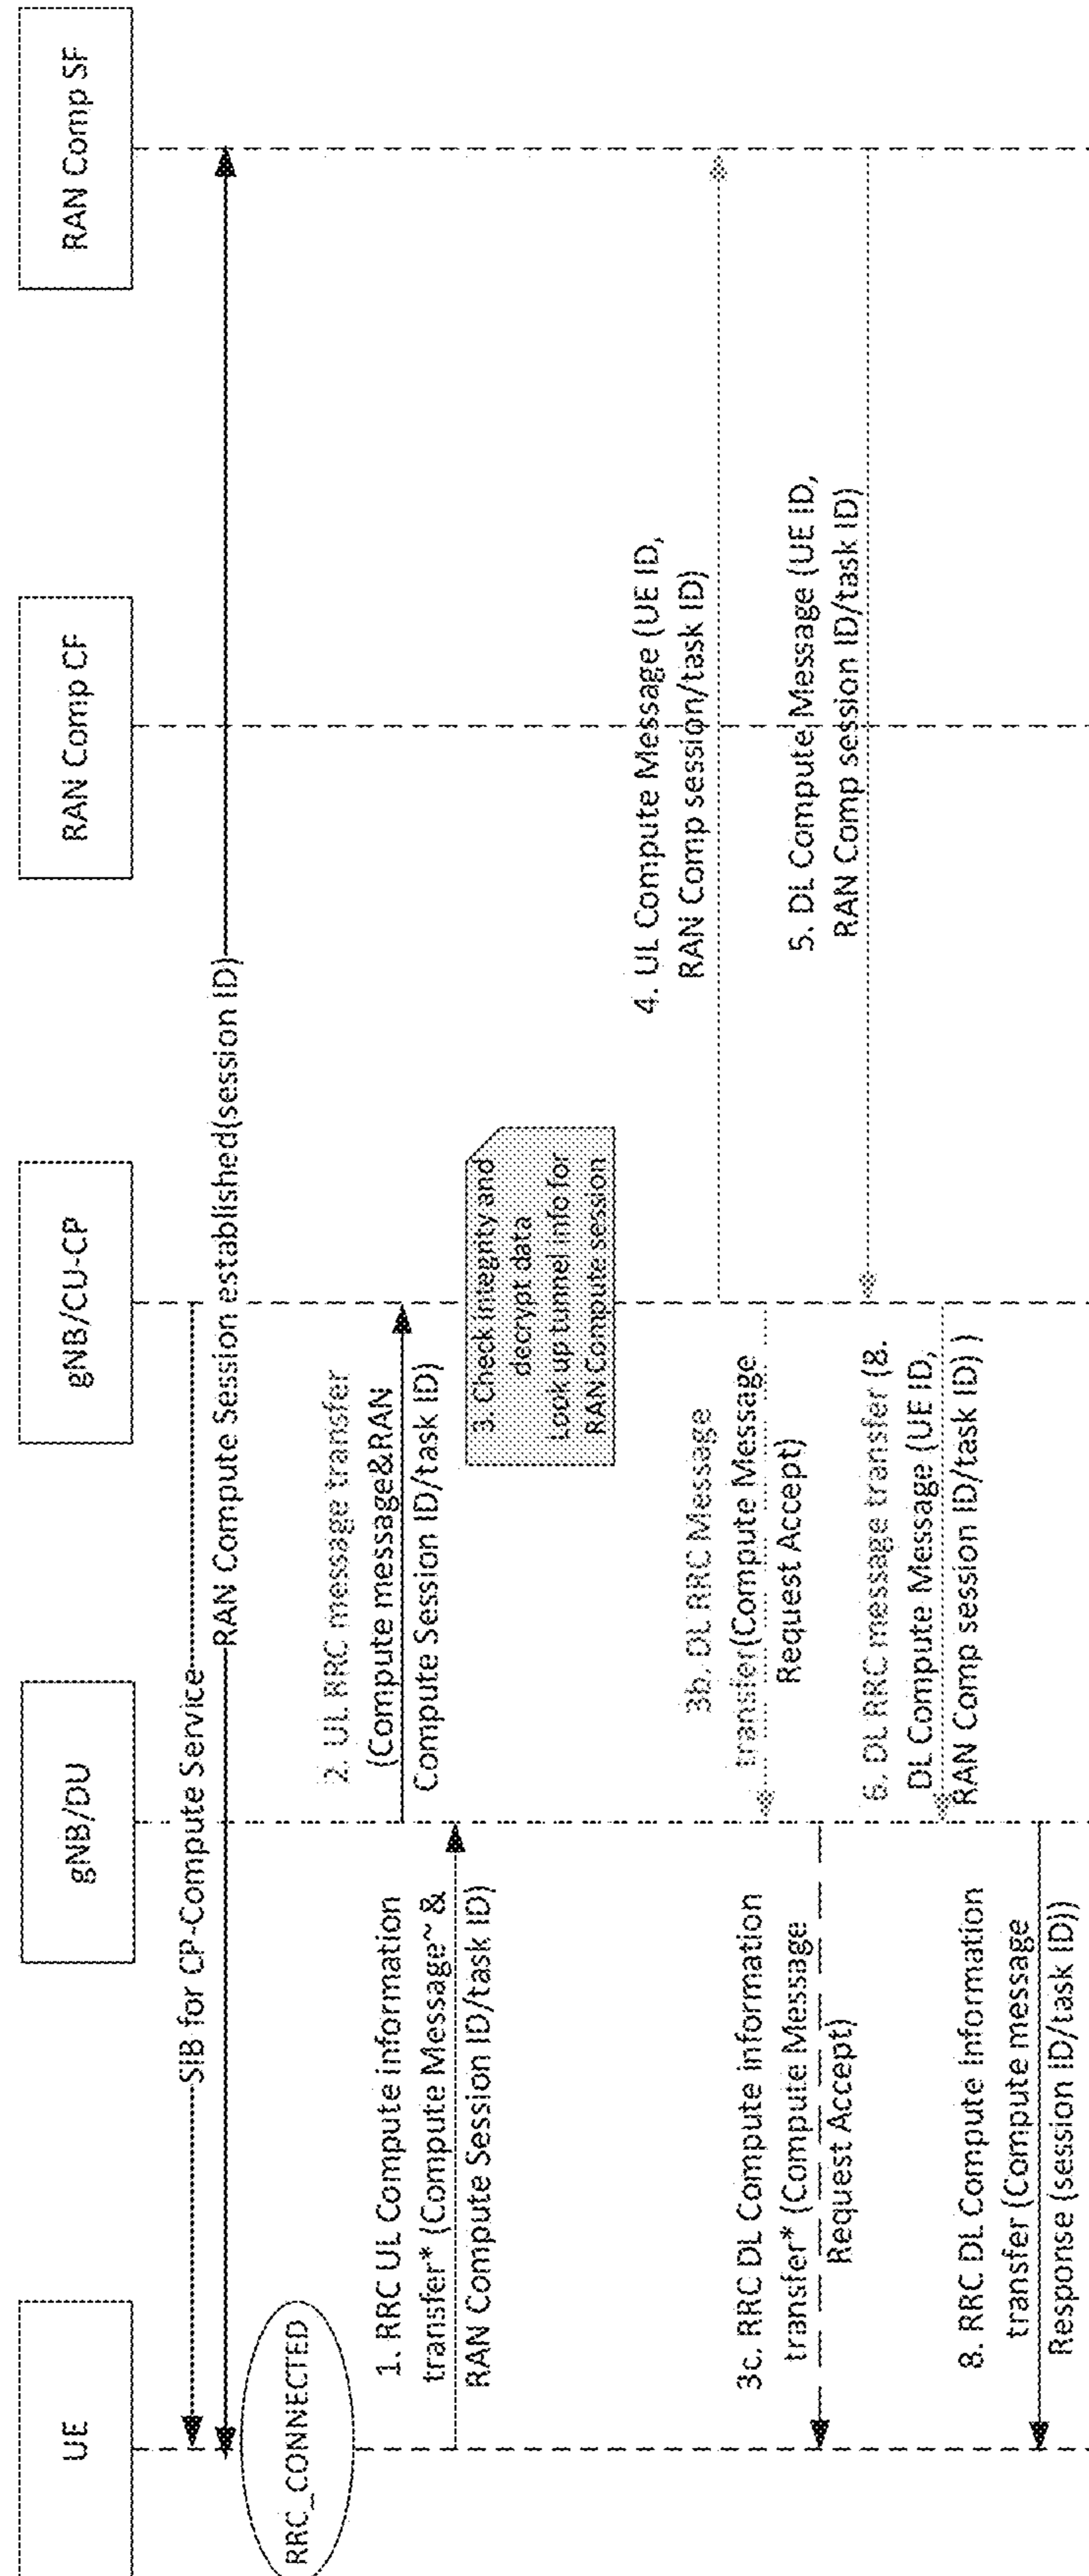 UE
gNB/DU
gNB/CU-CP
RAN Comp CF
RAN Comp SF
SIB for CP-Compute Service
RAN Compute Session established(session ID)
RRC_CONNECTED
1. RRC UL Compute information
transfer* (Compute Message~ &
RAN Compute Session ID/task ID)
2. UL RRC message transfer
(Compute message&RAN
Compute Session ID/task ID)
3. Check integrity and
decrypt data
Look up tunnel info for
RAN Compute session
4. UL Compute Message (UE ID,
RAN Comp session/task ID)
3b. DL RRC Message
transfer(Compute Message
Request Accept)
3c. RRC DL Compute information
transfer* (Compute Message
Request Accept)
5. DL Compute Message (UE ID,
RAN Comp session ID/task ID)
6. DL RRC message transfer (8.
DL Compute Message (UE ID,
RAN Comp session ID/task ID) )
8. RRC DL Compute Information
transfer (Compute message
Response (session ID/task ID))